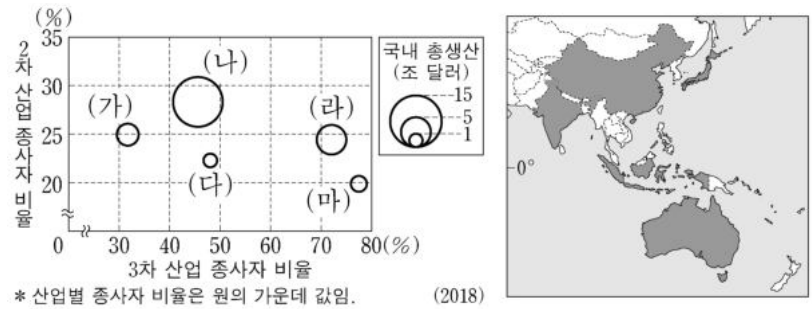 (%)
2차 산업 종사자 비율
35
30
25
20
0
(가)
(나)
(다)
(라)
(마)
30 40 50 60 70 80(%)
3차 산업 종사자 비율
국내 총생산
(조 달러)
15
5
1
* 산업별 종사자 비율은 원의 가운데 값임.
(2018)
0°